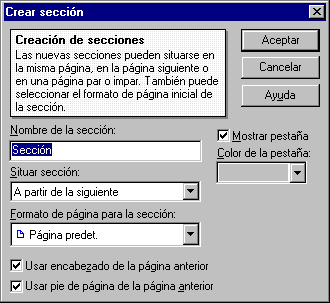 Crear sección
Creación de secciones
Las nuevas secciones pueden situarse en
la misma página, en la página siguiente o
en una página par o impar. También puede
seleccionar el formato de página inicial de
la sección.
Aceptar
Cancelar
Ayuda
Nombre de la sección:
Sección
Mostrar pestaña
Color de la pestaña:
Situar sección:
A partir de la siguiente
Formato de página para la sección:
Página predet.
Usar encabezado de la página anterior
Usar pie de página de la página anterior